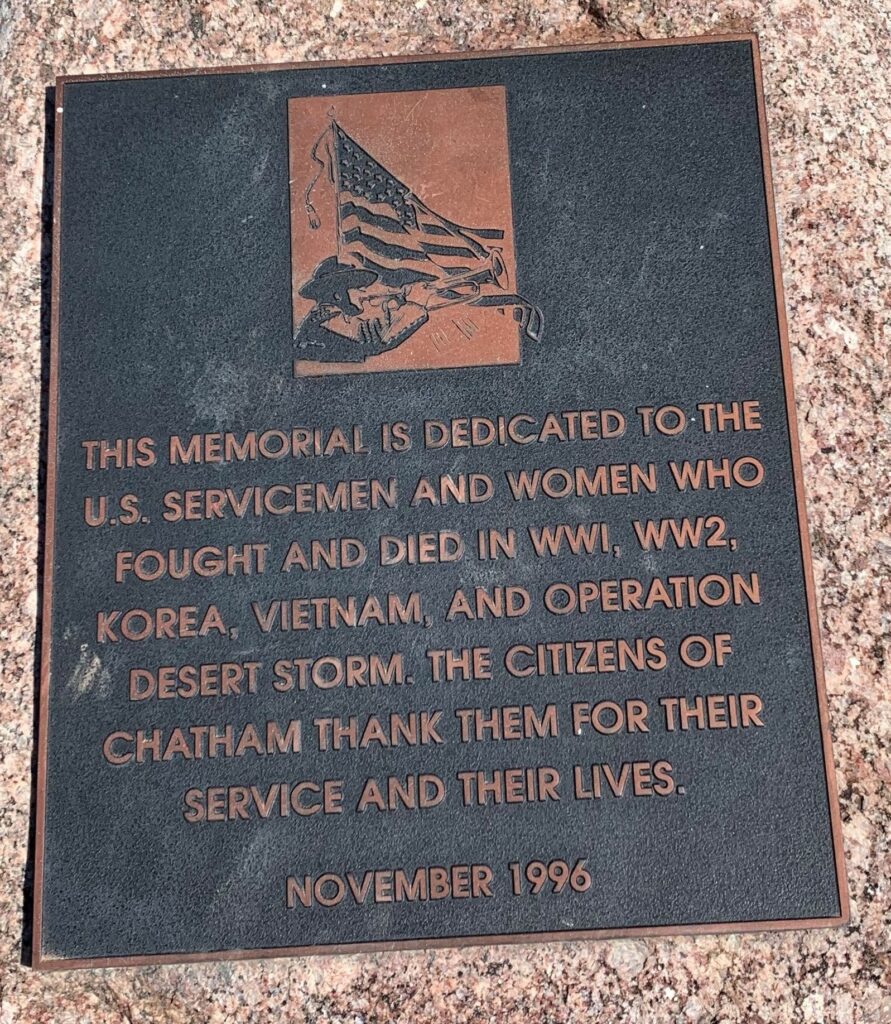 THIS MEMORIAL IS DEDICATED TO THE
U.S. SERVICEMEN AND WOMEN WHO
FOUGHT AND DIED IN WWI, WW2,
KOREA, VIETNAM, AND OPERATION
DESERT STORM. THE CITIZENS OF
CHATHAM THANK THEM FOR THEIR
SERVICE AND THEIR LIVES.
NOVEMBER 1996